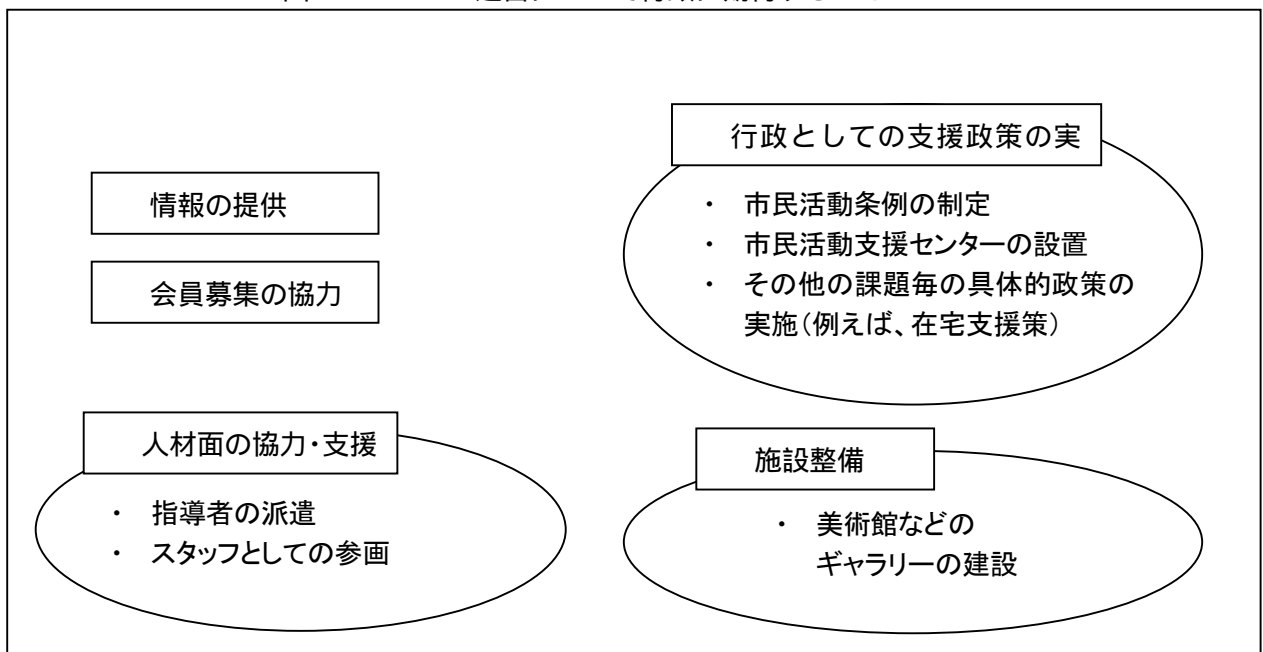 情報の提供
会員募集の協力
行政としての支援政策の実
・ 市民活動条例の制定
・ 市民活動支援センターの設置
・ その他の課題毎の具体的政策の
実施(例えば、在宅支援策)
人材面の協力・支援
・ 指導者の派遣
・ スタッフとしての参画
施設整備
・ 美術館などの
ギャラリーの建設